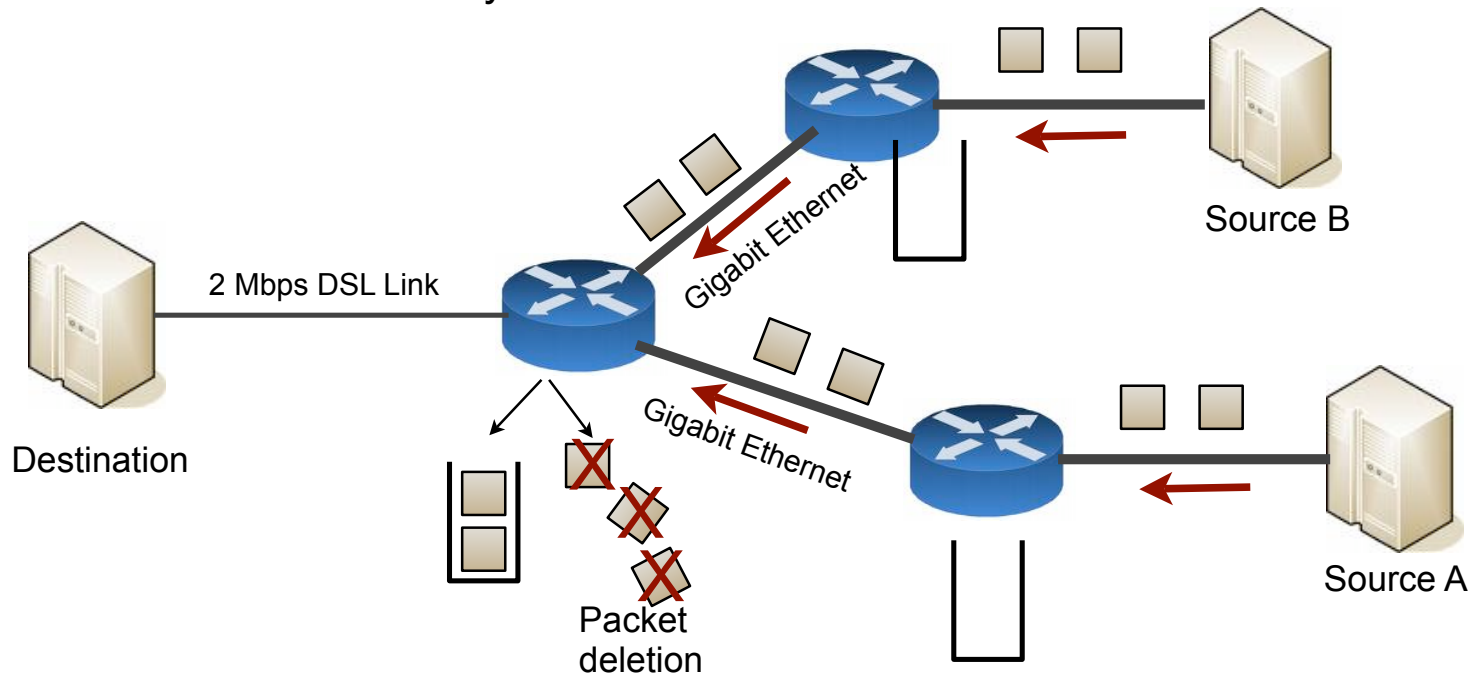 2 Mbps DSL Link
Gigabit Ethernet
Source B
Destination
Gigabit Ethernet
Source A
Packet
deletion